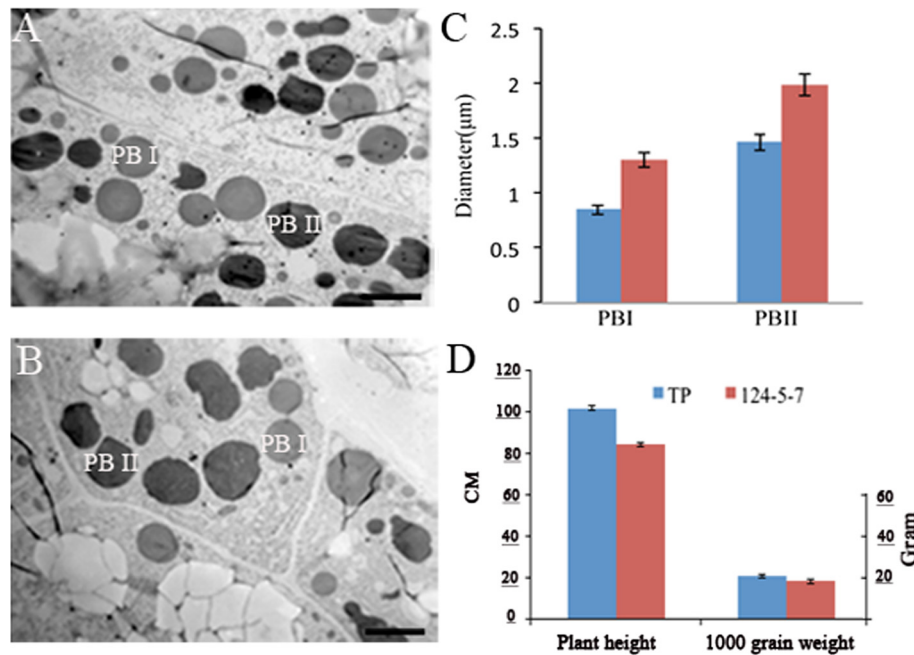 A
PB I
PB II
B
PB II
PB I
C
2.5
2
1.5
1
0.5
0
Diameter(μm)
PBI
PBII
D
TP
124-5-7
120
100
80
60
40
20
0
CM
60
40
20
Gram
Plant height
1000 grain weight